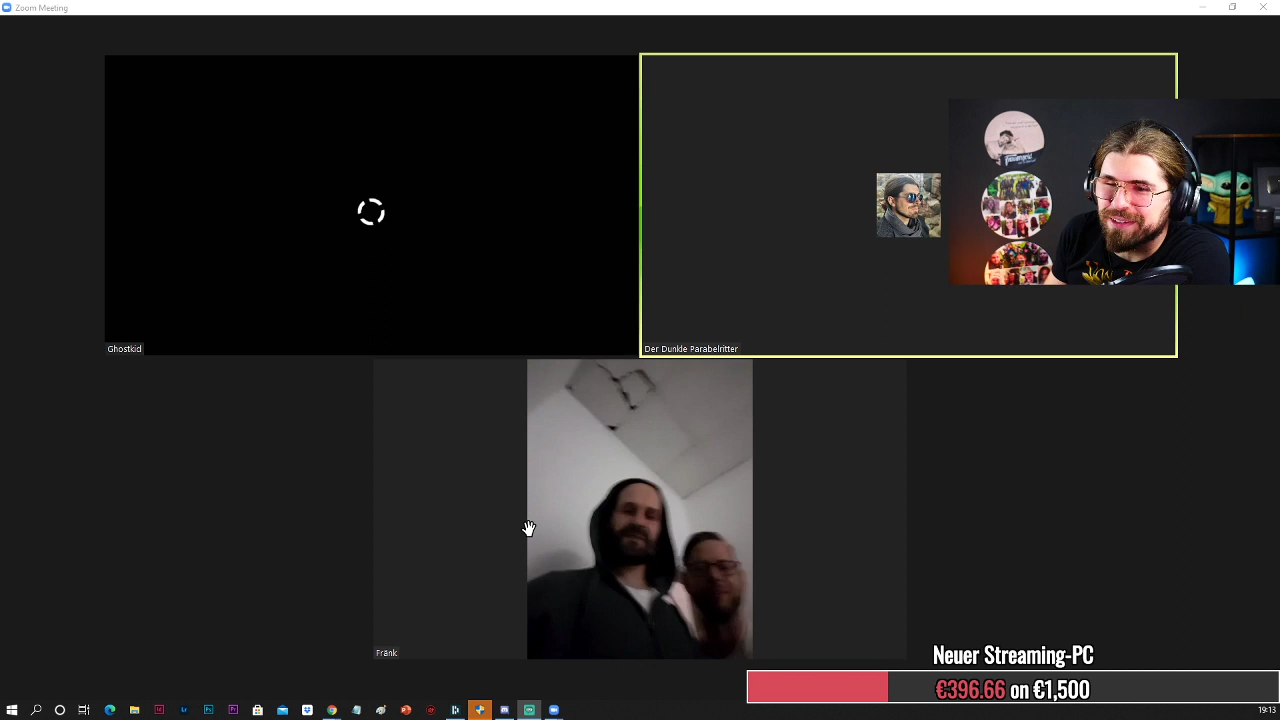 Zoom Meeting
Ghostkid
Der Dunkle Parabelritter
Fränk
Neuer Streaming-PC
€396.66 on €1,500
19:13